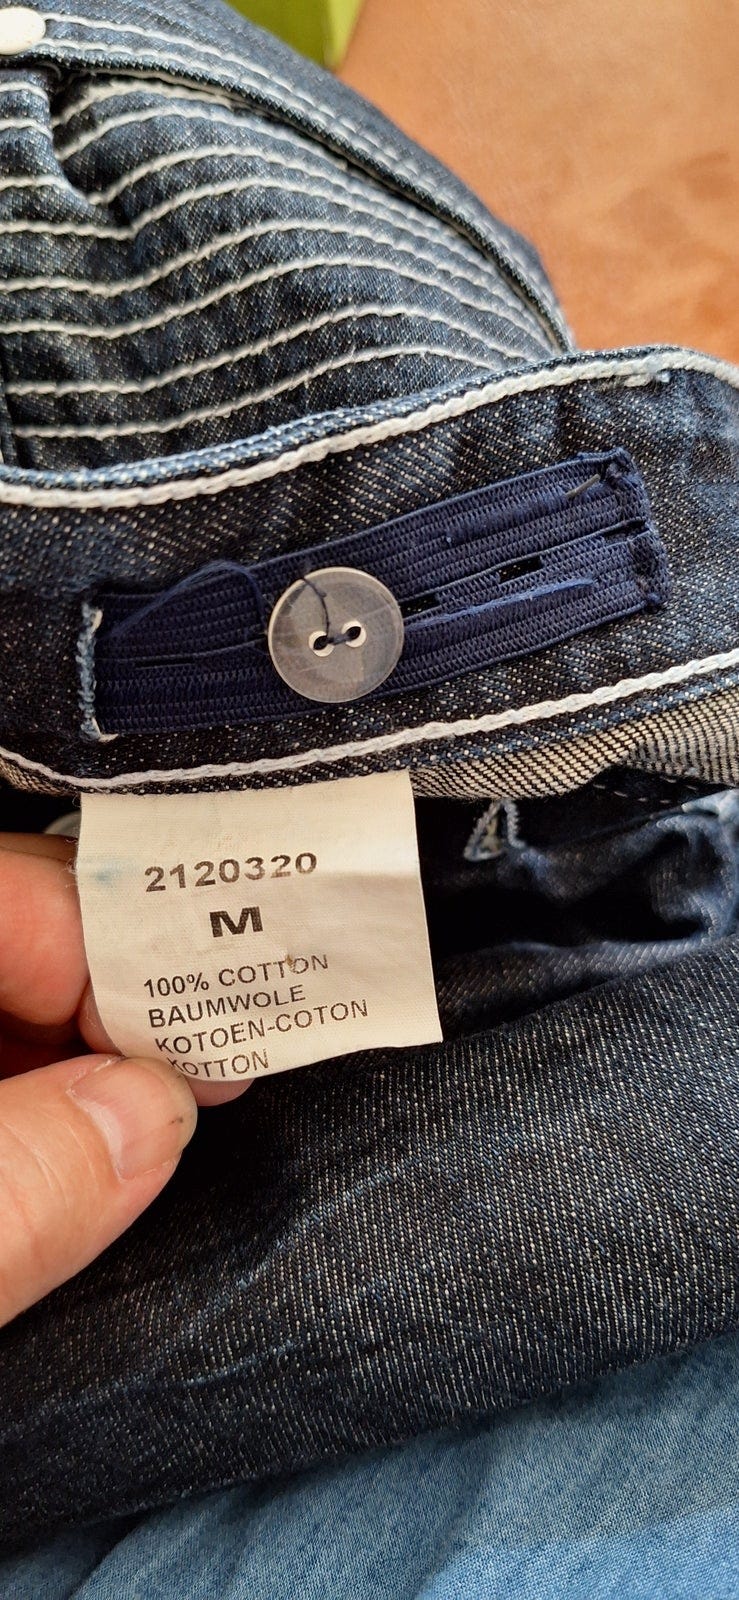 2120320
M
100% COTTON
BAUMWOLE
KOTOEN-COTON
KOTTON